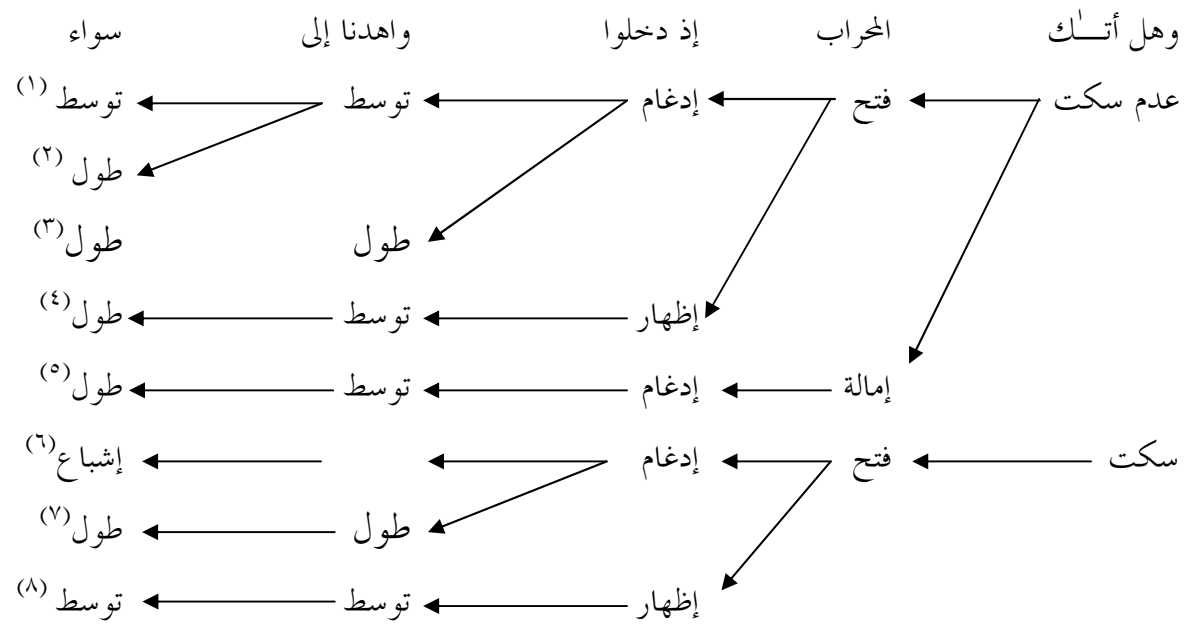 وهل أتـــٰك المحراب إذ دخلوا واهدنا إلى سواء
عدم سكت فتح إدغام توسط توسط (١)
طول (٢)
طول طول (٣)
إظهار توسط طول (٤)
إمالة إدغام توسط طول (٥)
سكت فتح إدغام إشباع (٦)
طول طول (٧)
إظهار توسط توسط (٨)